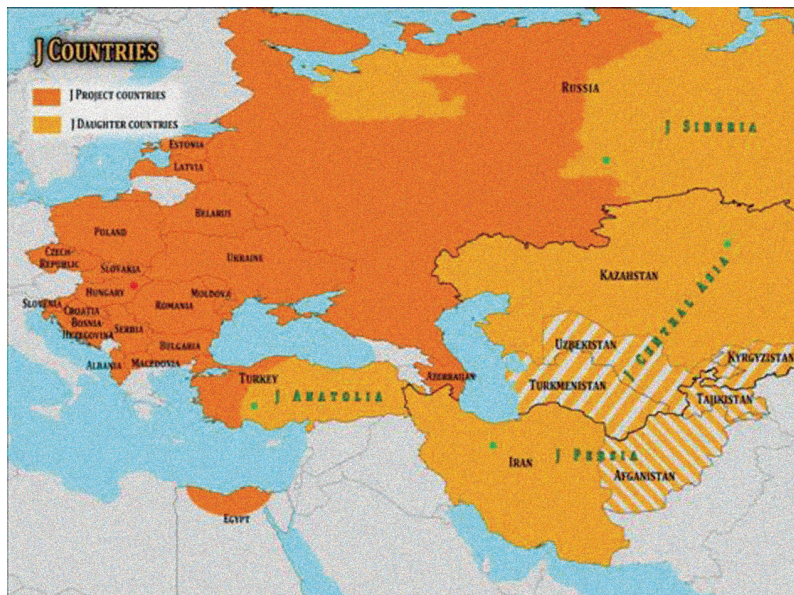 J Countries
J Project countries
J Daughter countries
Russia
J Siberia
Estonia
Latvia
Belarus
Poland
Ukraine
Czech
Republic
Slovakia
Kazahstan
Hungary
Moldova
Romania
Slovenia
Croatia
Bosnia
Hezegovina
Serbia
J Central Asia
Uzbekistan
Bulgaria
Kyrgyzistan
Albania
Macedonia
Turkey
Azerbaijan
Turkmenistan
Tajikistan
J Anatolia
J Persia
Iran
Afganistan
Egypt